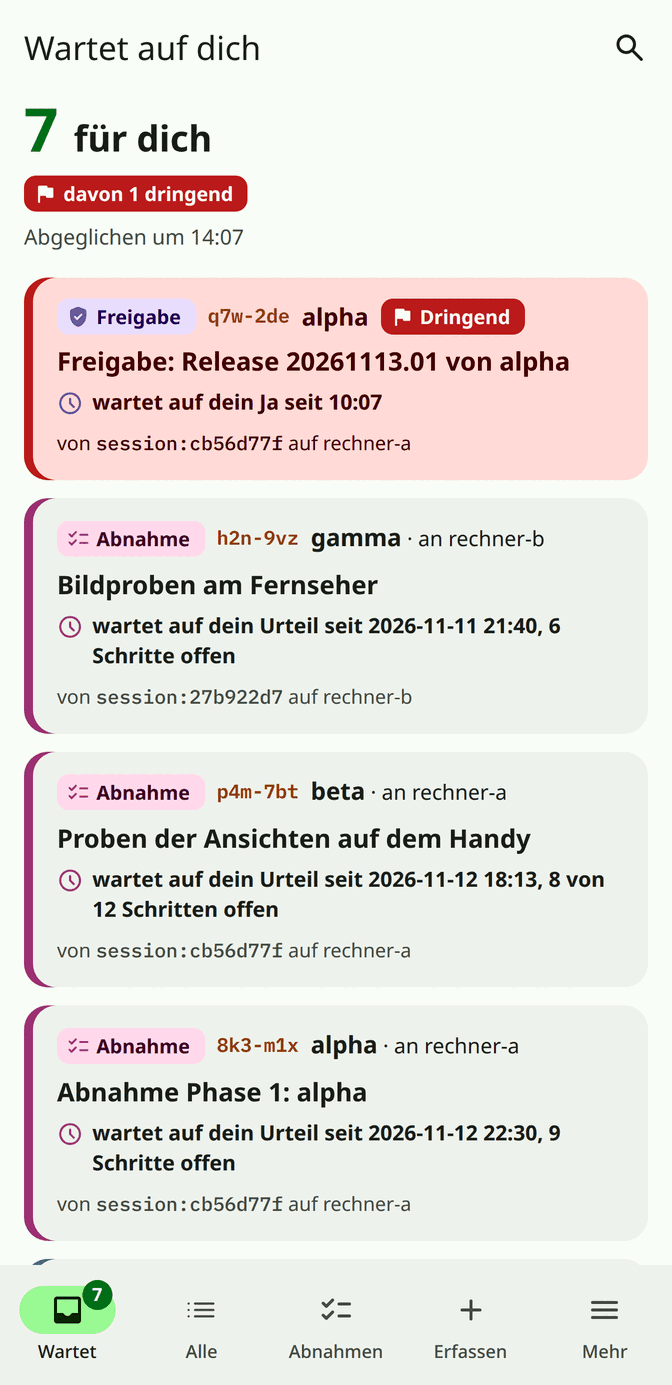 Wartet auf dich
7 für dich
davon 1 dringend
Abgeglichen um 14:07
Freigabe q7w-2de alpha Dringend
Freigabe: Release 20261113.01 von alpha
wartet auf dein Ja seit 10:07
von session:cb56d77f auf rechner-a
Abnahme h2n-9vz gamma · an rechner-b
Bildproben am Fernseher
wartet auf dein Urteil seit 2026-11-11 21:40, 6
Schritte offen
von session:27b922d7 auf rechner-b
Abnahme p4m-7bt beta · an rechner-a
Proben der Ansichten auf dem Handy
wartet auf dein Urteil seit 2026-11-12 18:13, 8 von
12 Schritten offen
von session:cb56d77f auf rechner-a
Abnahme 8k3-m1x alpha · an rechner-a
Abnahme Phase 1: alpha
wartet auf dein Urteil seit 2026-11-12 22:30, 9
Schritte offen
von session:cb56d77f auf rechner-a
7
Wartet Alle Abnahmen Erfassen Mehr